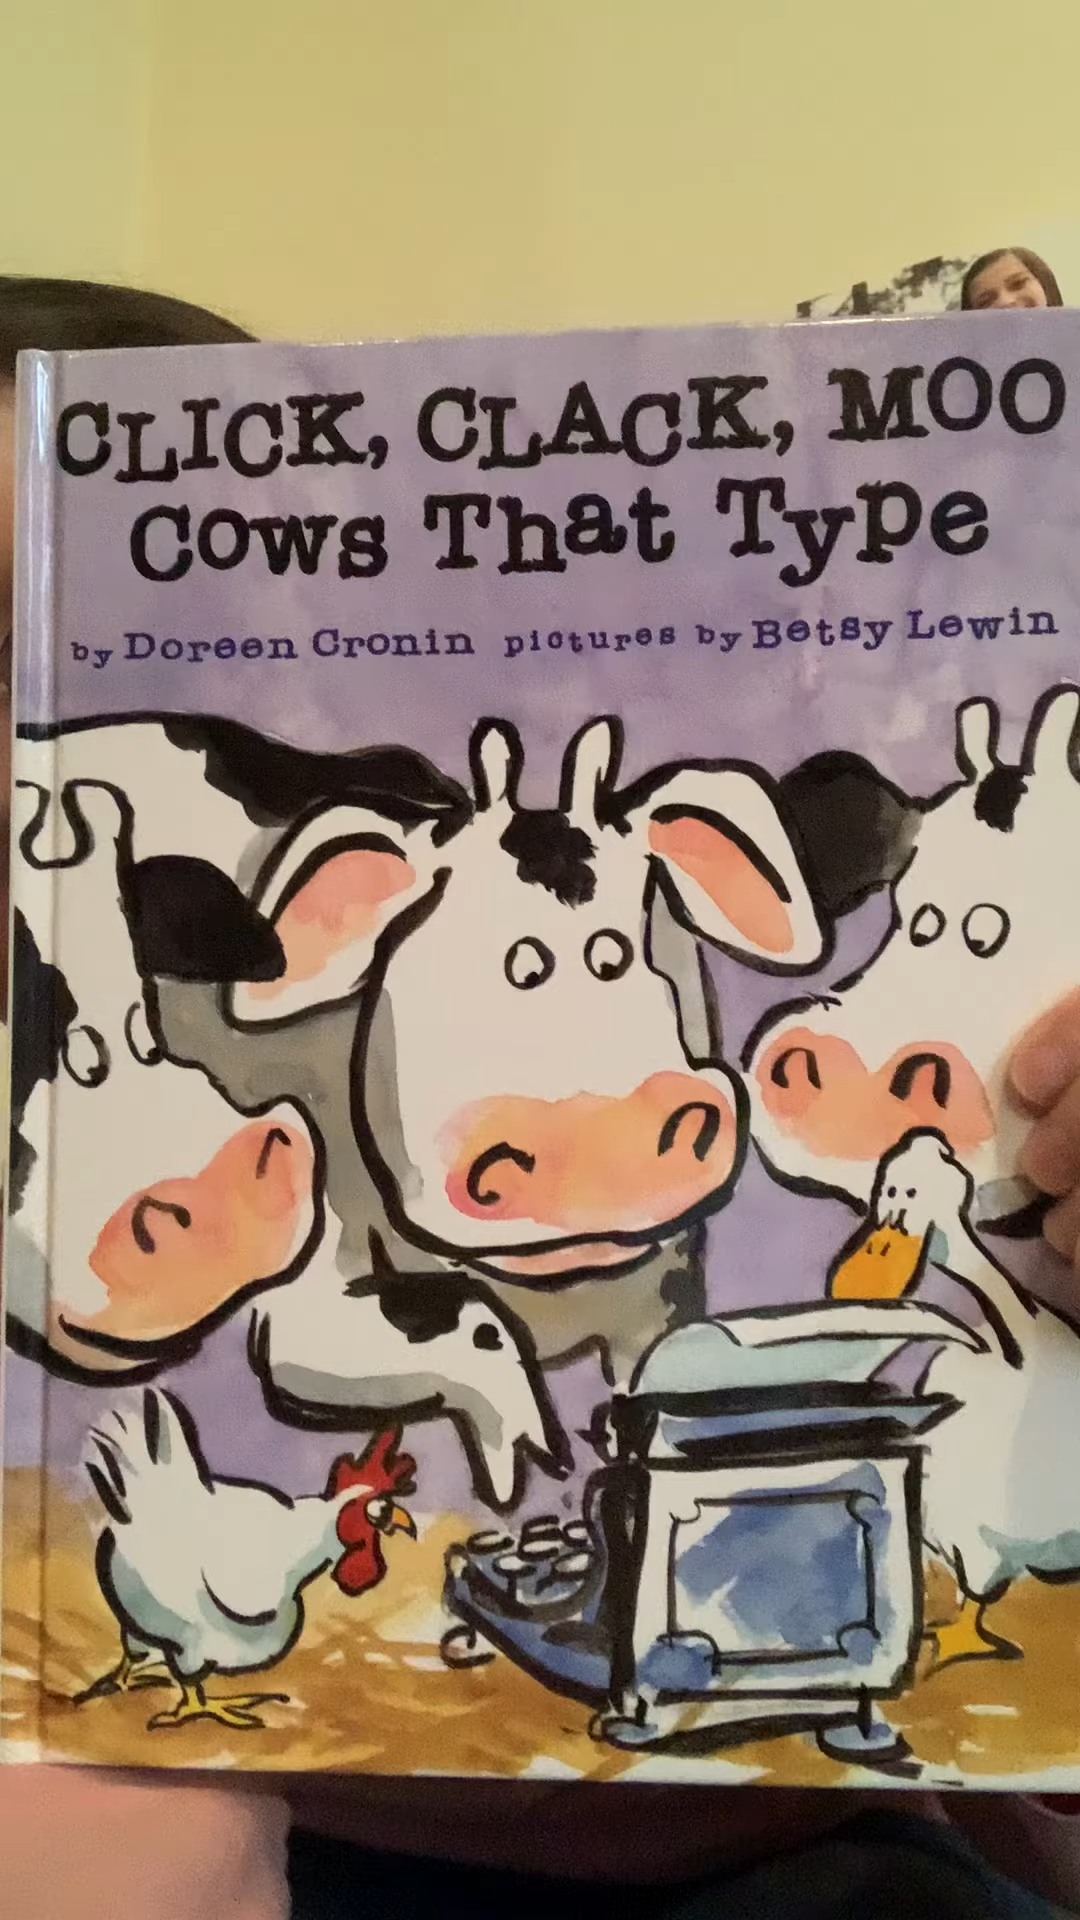 CLICK, CLACK, MOO
Cows That Type
by Doreen Cronin pictures by Betsy Lewin